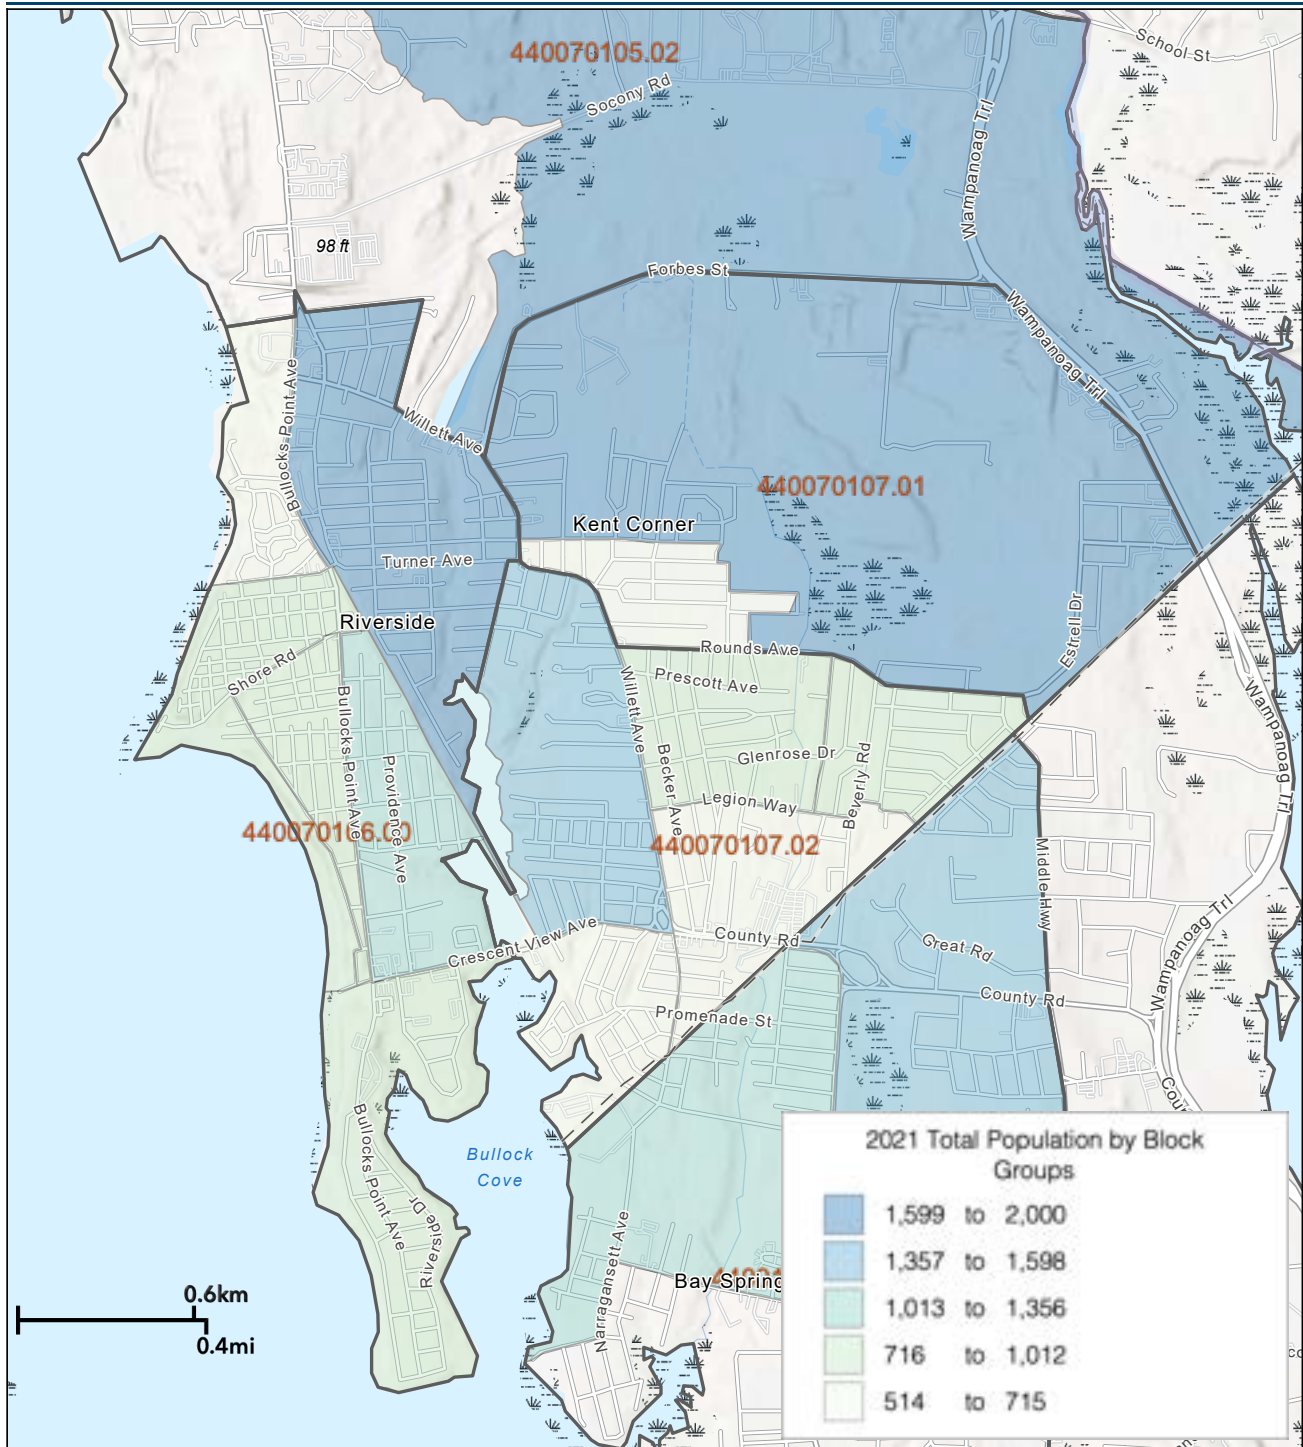 School St
440070105.02
Socony Rd
Wampanoag Trl
98 ft
Forbes St
Wampanoag Trl
Bullocks Point Ave
Willett Ave
440070107.01
Kent Corner
Turner Ave
Riverside
Estrell Dr
Rounds Ave
Shore Rd
Prescott Ave
Willett Ave
Wampanoag Trl
Bullocks Point Ave
Providence Ave
Becker Ave
Glenrose Dr
Beverly Rd
Legion Way
440070106.00
440070107.02
Middle Hwy
Crescent View Ave
County Rd
Great Rd
Wampanoag Trl
County Rd
Promenade St
Bullocks Point Ave
Riverside Dr
Bullock
Cove
Narragansett Ave
Bay Spring
0.6km
0.4mi
2021 Total Population by Block
Groups
1,599 to 2,000
1,357 to 1,598
1,013 to 1,356
716 to 1,012
514 to 715